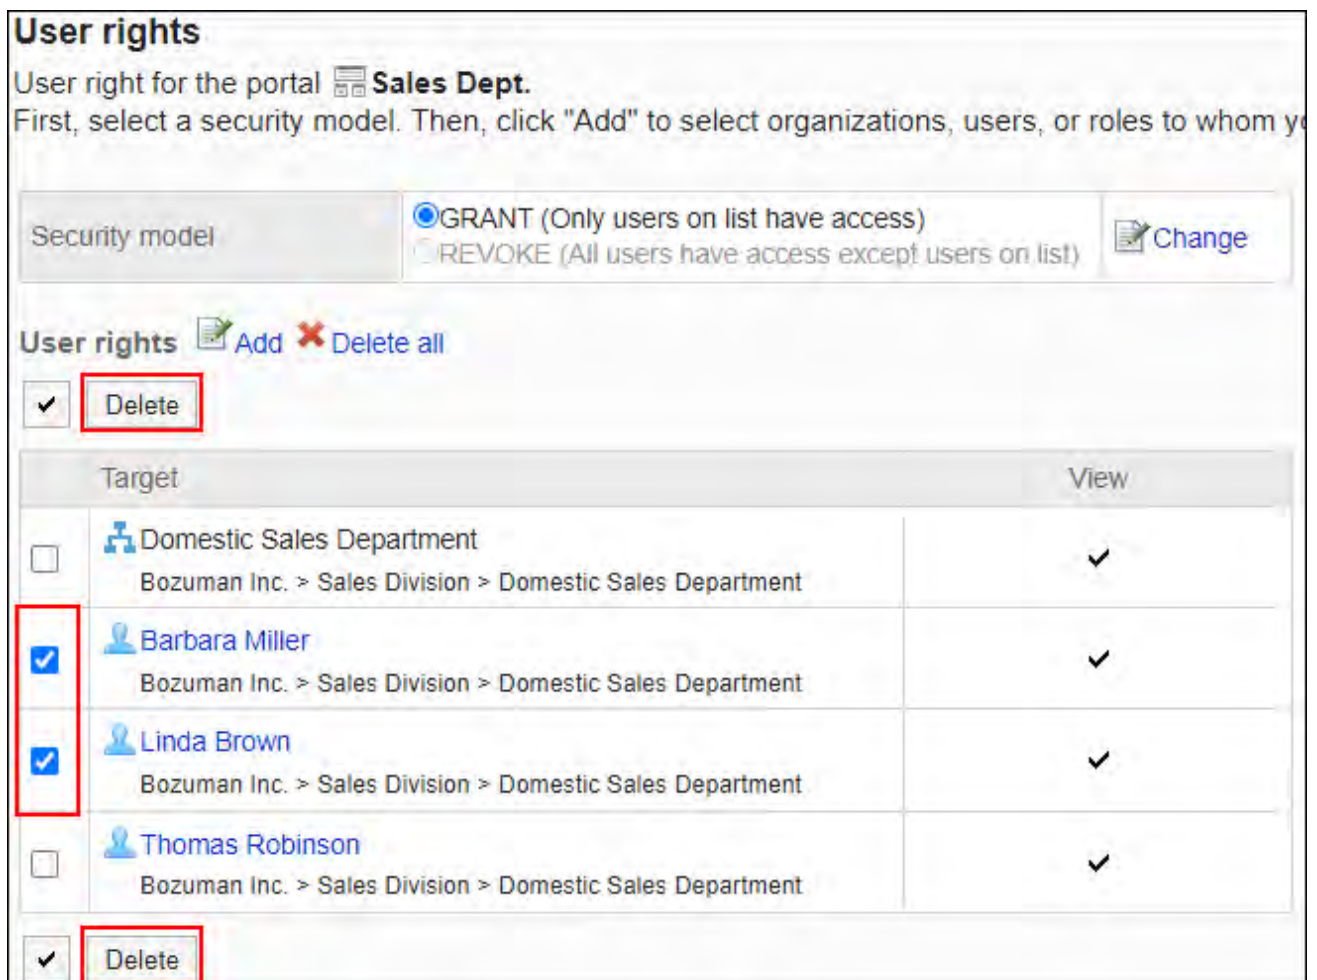 User rights
User right for the portal Sales Dept.
First, select a security model. Then, click "Add" to select organizations, users, or roles to whom
Security model
GRANT (Only users on list have access)
REVOKE (All users have access except users on list)
Change
User rights Add Delete all
Delete
Target View
Domestic Sales Department
Bozuman Inc. > Sales Division > Domestic Sales Department
Barbara Miller
Bozuman Inc. > Sales Division > Domestic Sales Department
Linda Brown
Bozuman Inc. > Sales Division > Domestic Sales Department
Thomas Robinson
Bozuman Inc. > Sales Division > Domestic Sales Department
Delete